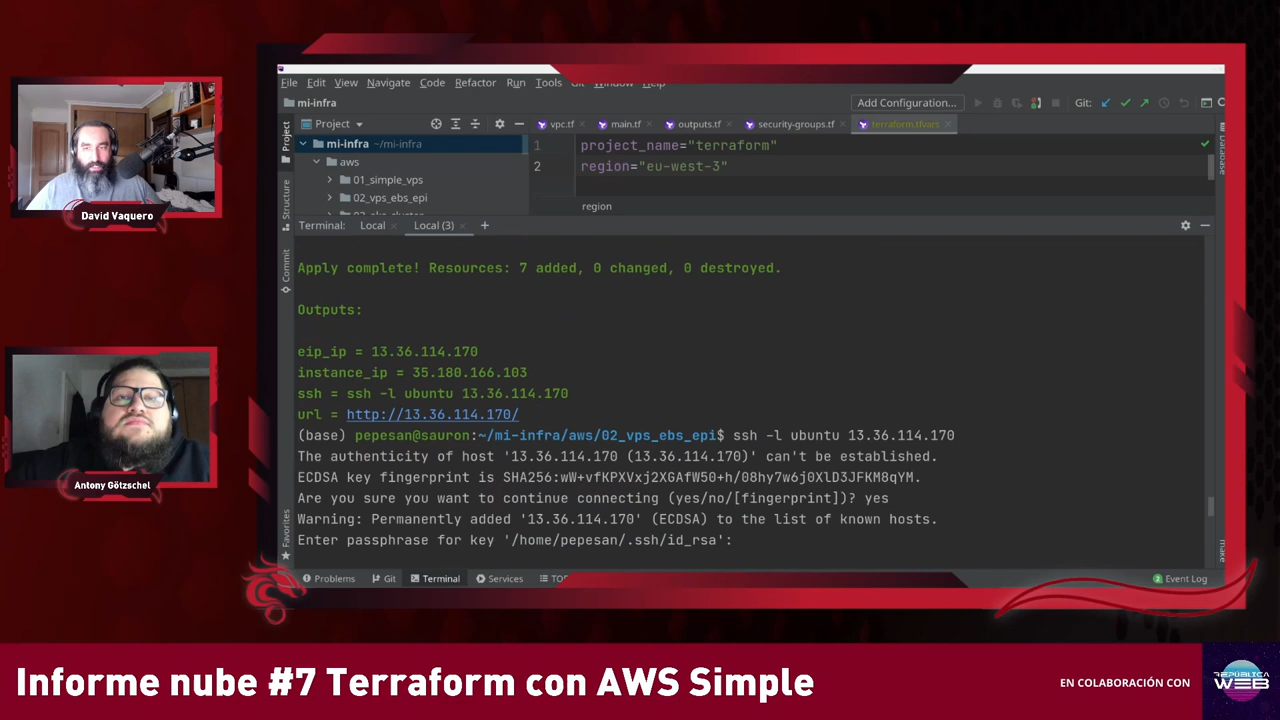 David Vaquero
Antony Götzschel
File Edit View Navigate Code Refactor Run Tools Git Window Help
mi-infra
Add Configuration...
Git:
Project
vpc.tf
main.tf
outputs.tf
security-groups.tf
terraform.tfvars
mi-infra ~/mi-infra
aws
01_simple_vps
02_vps_ebs_epi
1 project_name="terraform"
2 region="eu-west-3"
region
Project
Structure
Commit
Favorites
Database
make
Terminal: Local Local (3)
Apply complete! Resources: 7 added, 0 changed, 0 destroyed.
Outputs:
eip_ip = 13.36.114.170
instance_ip = 35.180.166.103
ssh = ssh -l ubuntu 13.36.114.170
url = http://13.36.114.170/
(base) pepesan@sauron:~/mi-infra/aws/02_vps_ebs_epi$ ssh -l ubuntu 13.36.114.170
The authenticity of host '13.36.114.170 (13.36.114.170)' can't be established.
ECDSA key fingerprint is SHA256:wW+vfKPXVxj2XGAfW50+h/08hy7w6j0XlD3JFKM8qYM.
Are you sure you want to continue connecting (yes/no/[fingerprint])? yes
Warning: Permanently added '13.36.114.170' (ECDSA) to the list of known hosts.
Enter passphrase for key '/home/pepesan/.ssh/id_rsa':
Problems Git Terminal Services
2 Event Log
Informe nube #7 Terraform con AWS Simple
EN COLABORACIÓN CON
REPÚBLICA
WEB